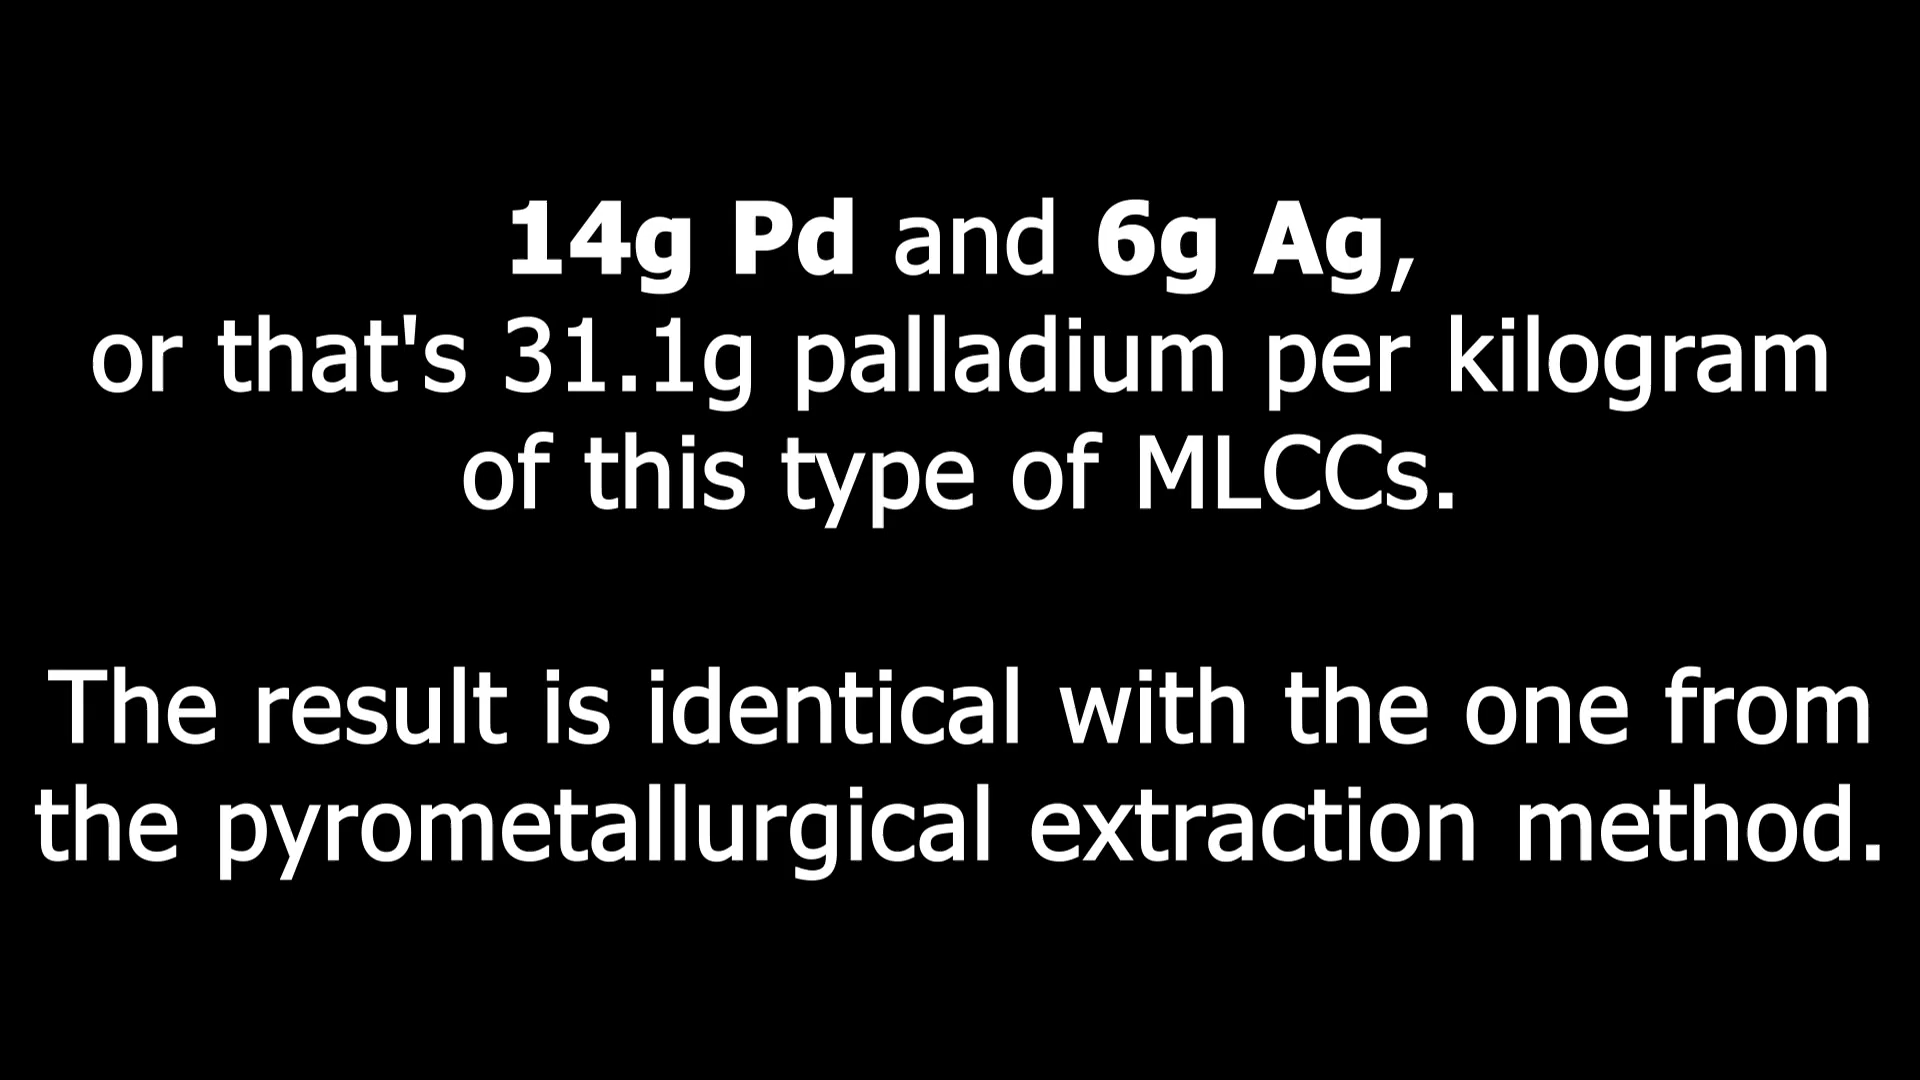 14g Pd and 6g Ag,
or that's 31.1g palladium per kilogram
of this type of MLCCs.
The result is identical with the one from
the pyrometallurgical extraction method.